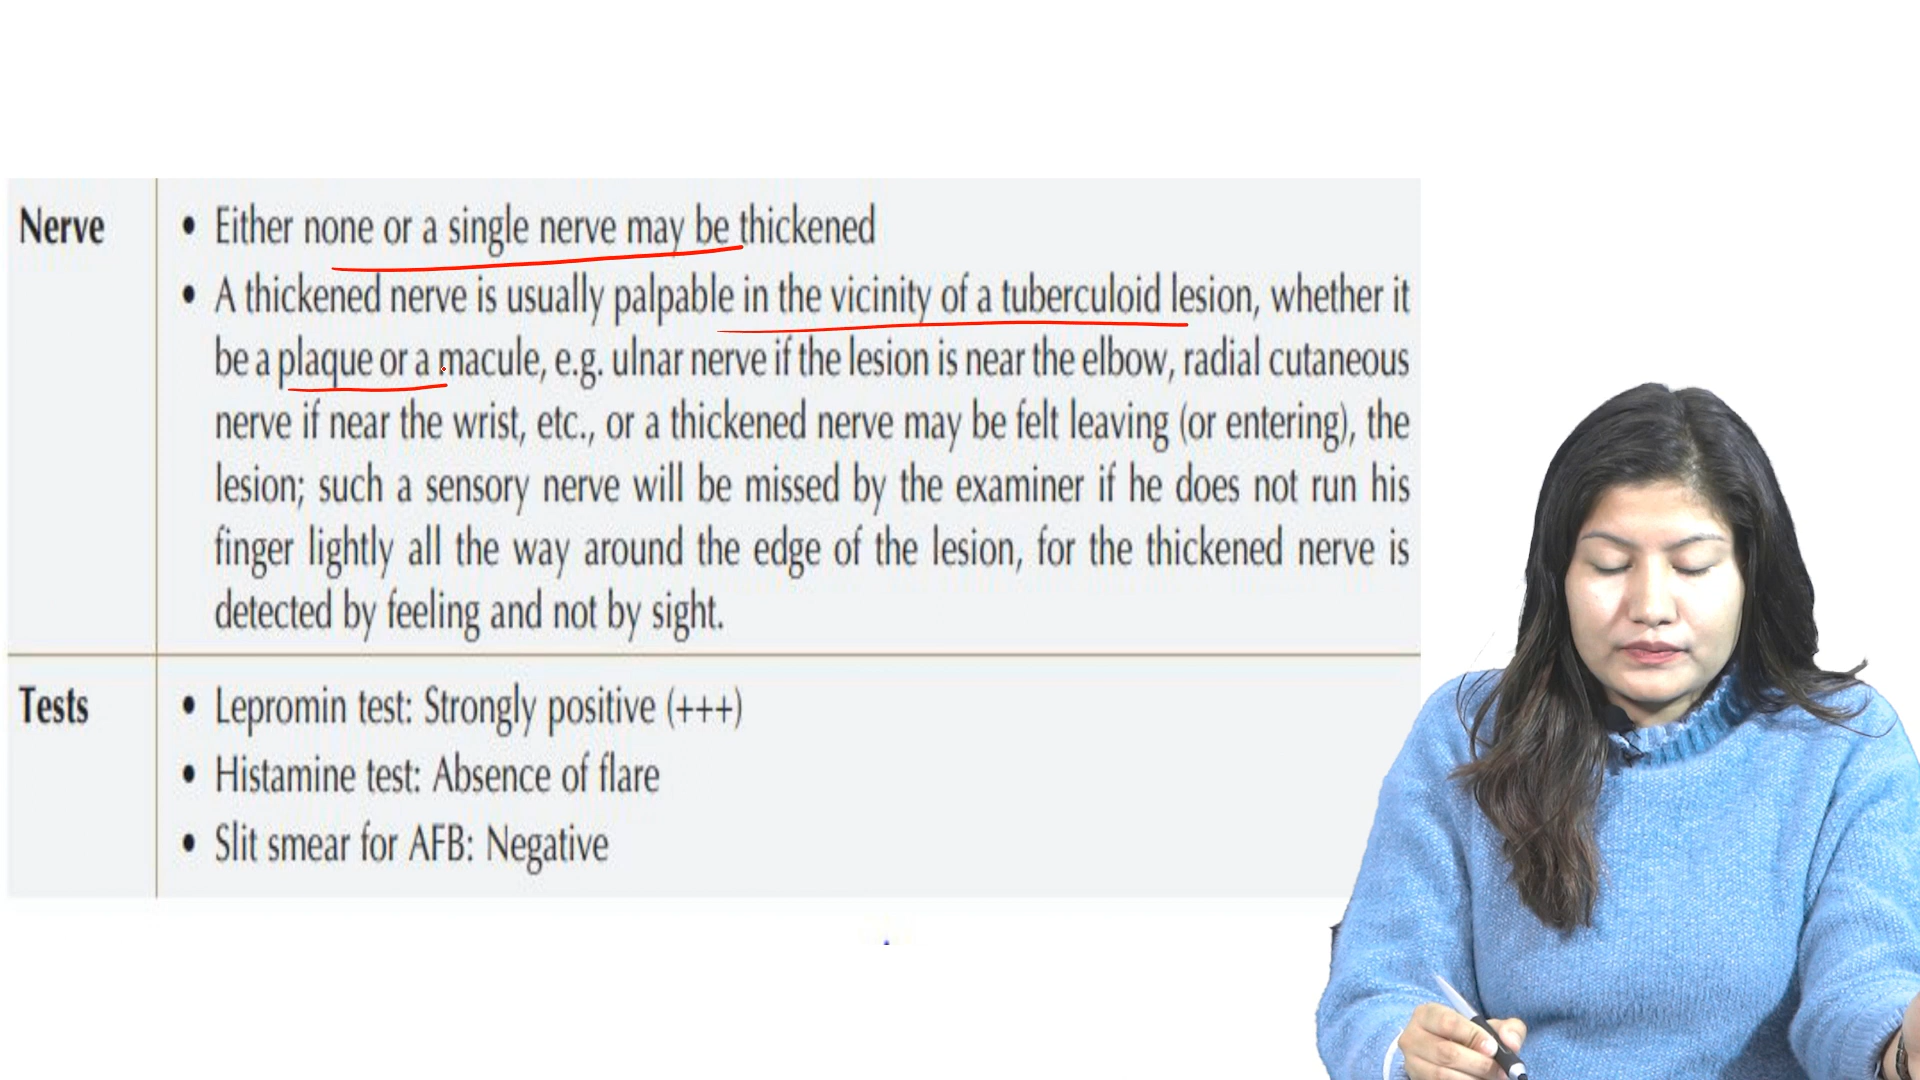 Nerve
• Either none or a single nerve may be thickened
• A thickened nerve is usually palpable in the vicinity of a tuberculoid lesion, whether it
be a plaque or a macule, e.g. ulnar nerve if the lesion is near the elbow, radial cutaneous
nerve if near the wrist, etc., or a thickened nerve may be felt leaving (or entering), the
lesion; such a sensory nerve will be missed by the examiner if he does not run his
finger lightly all the way around the edge of the lesion, for the thickened nerve is
detected by feeling and not by sight.
Tests
• Lepromin test: Strongly positive (+++)
• Histamine test: Absence of flare
• Slit smear for AFB: Negative